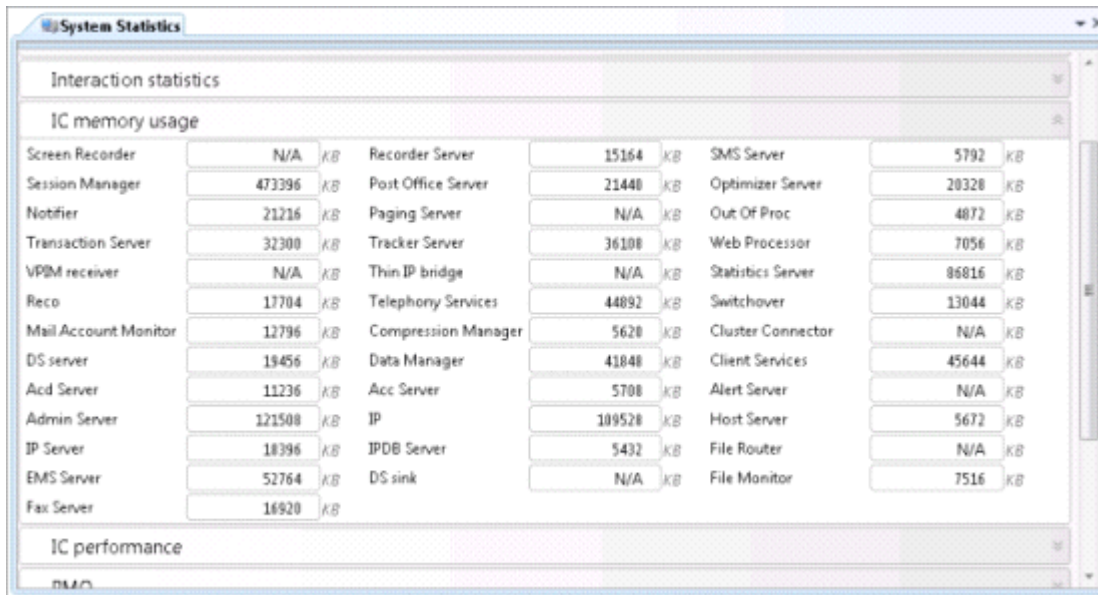 System Statistics
Interaction statistics
IC memory usage
Screen Recorder N/A KB Recorder Server 15164 KB SMS Server 5792 KB
Session Manager 473396 KB Post Office Server 21440 KB Optimizer Server 20320 KB
Notifier 21216 KB Paging Server N/A KB Out Of Proc 4872 KB
Transaction Server 32300 KB Tracker Server 36108 KB Web Processor 7056 KB
VPIM receiver N/A KB Thin IP bridge N/A KB Statistics Server 86816 KB
Reco 17704 KB Telephony Services 44892 KB Switchover 13044 KB
Mail Account Monitor 12796 KB Compression Manager 5620 KB Cluster Connector N/A KB
DS server 19456 KB Data Manager 41840 KB Client Services 45644 KB
Acd Server 11236 KB Acc Server 5708 KB Alert Server N/A KB
Admin Server 121508 KB IP 109520 KB Host Server 5672 KB
IP Server 18396 KB IPDB Server 5432 KB File Router N/A KB
EMS Server 52764 KB DS sink N/A KB File Monitor 7516 KB
Fax Server 16920 KB
IC performance